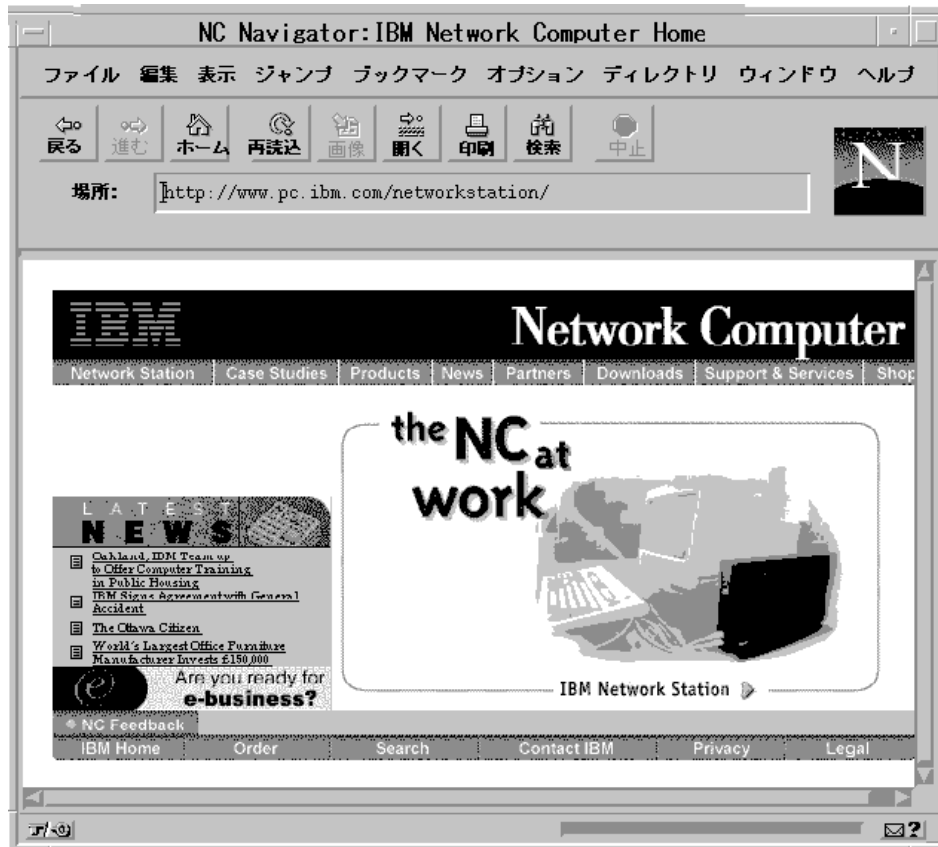 NC Navigator:IBM Network Computer Home
ファイル 編集 表示 ジャンプ ブックマーク オプション ディレクトリ ウィンドウ ヘルプ
戻る 進む ホーム 再読込 画像 開く 印刷 検索 中止
場所: http://www.pc.ibm.com/networkstation/
N
IBM Network Computer
Network Station Case Studies Products News Partners Downloads Support & Services Shop
the NC at
work
LATEST
NEWS
Oakland, IBM Team up
to Offer Computer Training
in Public Housing
IBM Signs Agreement with General
Accident
The Ottawa Citizen
World's Largest Office Furniture
Manufacturer Invests £150,000
e
Are you ready for
e-business?
IBM Network Station
NC Feedback
IBM Home Order Search Contact IBM Privacy Legal
?